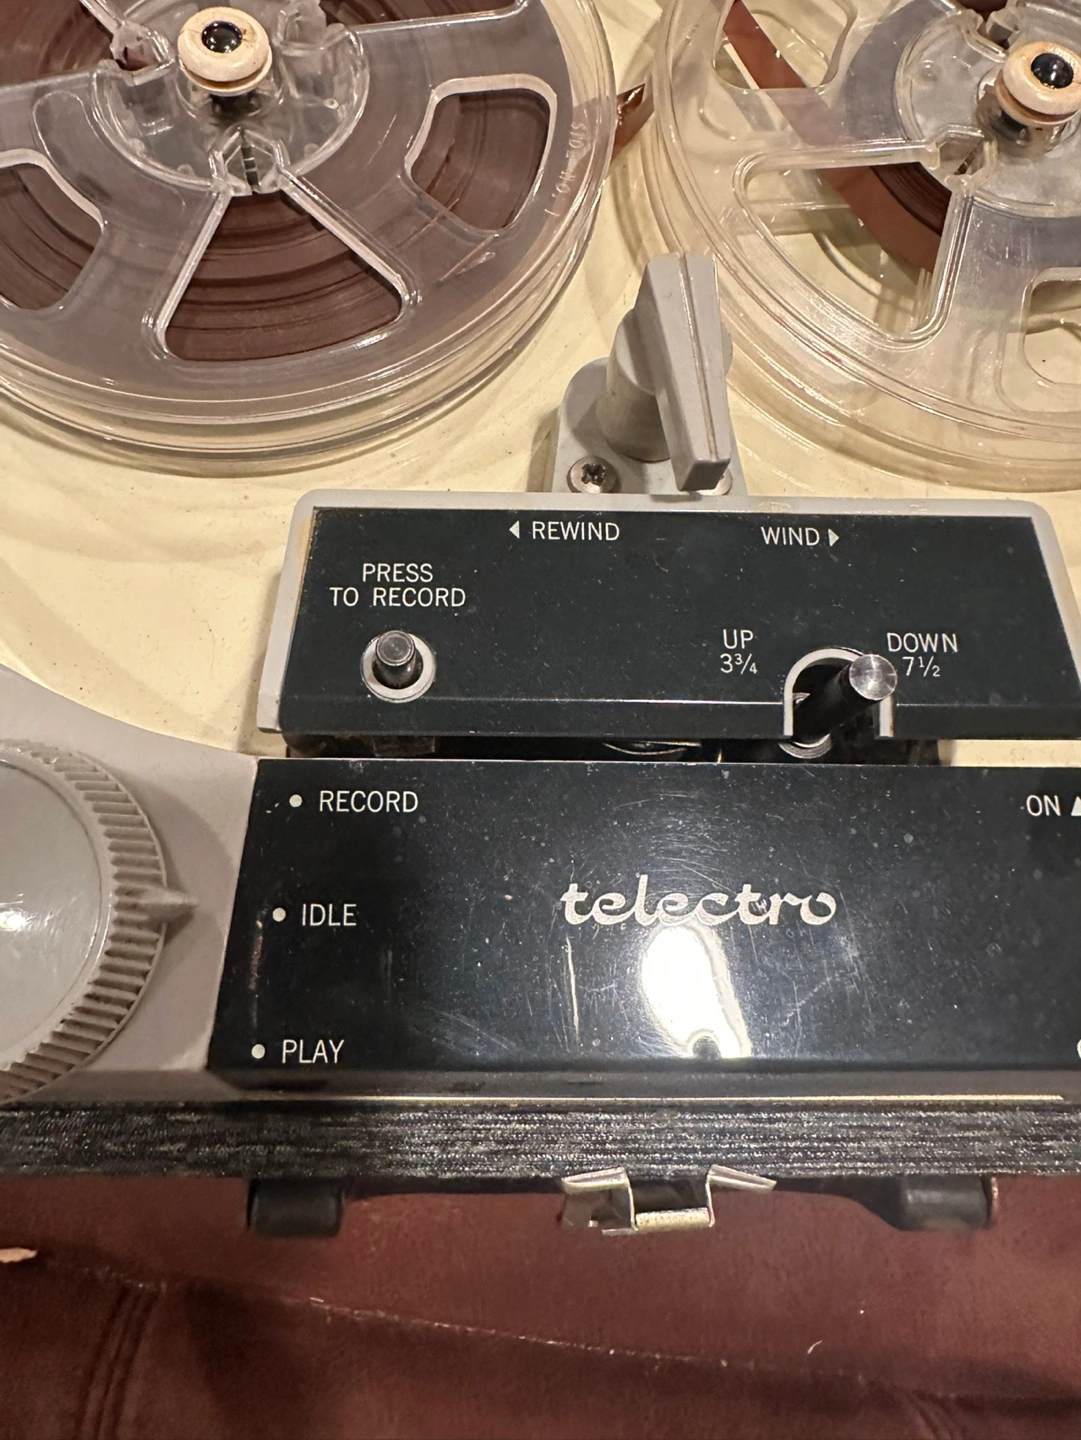 ◀ REWIND
WIND ▶
PRESS
TO RECORD
UP
3¾
DOWN
7½
RECORD
ON ▲
telectro
IDLE
PLAY